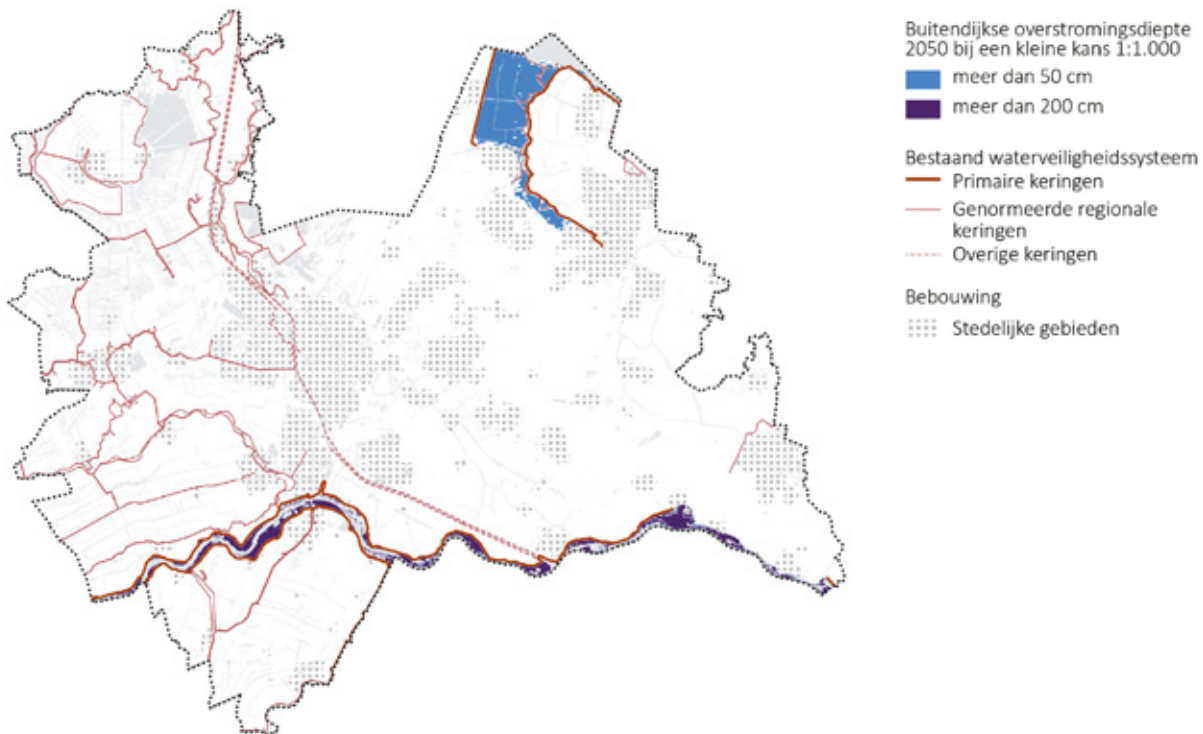 Buitendijkse overstromingsdiepte
2050 bij een kleine kans 1:1.000
meer dan 50 cm
meer dan 200 cm
Bestaand waterveiligheidssysteem
Primaire keringen
Genormeerde regionale
keringen
Overige keringen
Bebouwing
Stedelijke gebieden